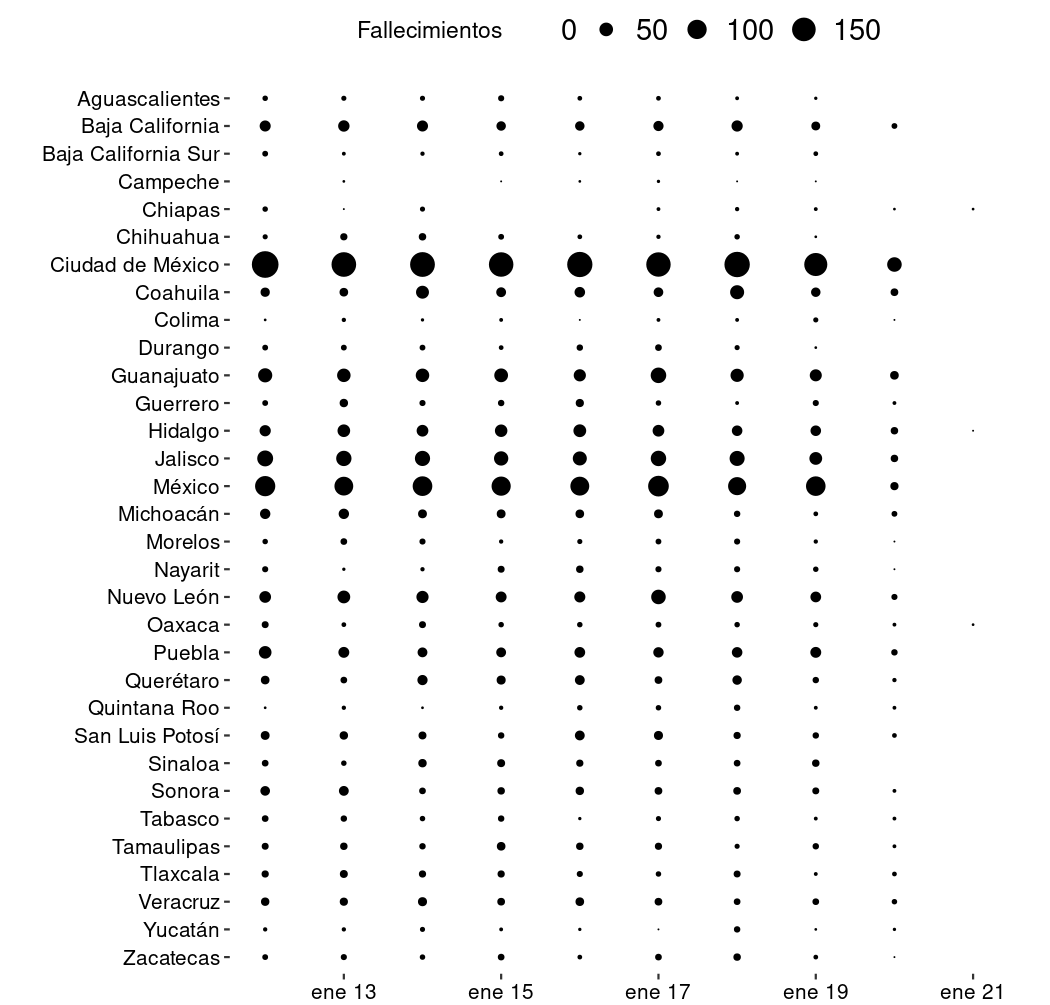 Fallecimientos 0 50 100 150
Aguascalientes
Baja California
Baja California Sur
Campeche
Chiapas
Chihuahua
Ciudad de México
Coahuila
Colima
Durango
Guanajuato
Guerrero
Hidalgo
Jalisco
México
Michoacán
Morelos
Nayarit
Nuevo León
Oaxaca
Puebla
Querétaro
Quintana Roo
San Luis Potosí
Sinaloa
Sonora
Tabasco
Tamaulipas
Tlaxcala
Veracruz
Yucatán
Zacatecas
ene 13 ene 15 ene 17 ene 19 ene 21